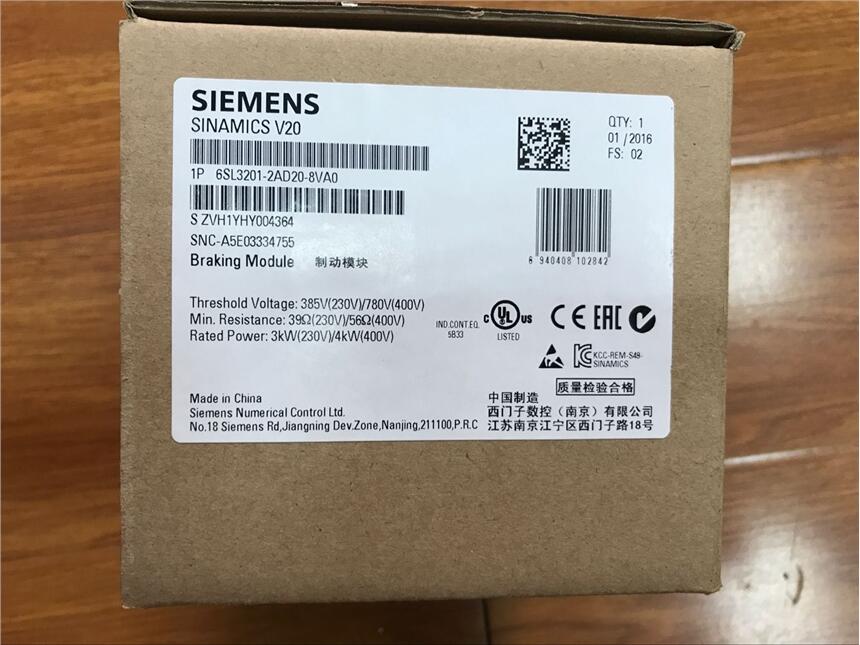 SIEMENS
SINAMICS V20
QTY: 1
01 / 2016
FS: 02
1P 6SL3201-2AD20-8VA0
S ZVH1YHY004364
SNC-A5E03334755
Braking Module 制动模块
6 940408 102842
Threshold Voltage: 385V(230V)/780V(400V)
Min. Resistance: 39Ω(230V)/56Ω(400V)
Rated Power: 3kW(230V)/4kW(400V)
IND.CONT.EQ.
5B33
c UL us
LISTED
CE EAC
KCC-REM-S49-
SINAMICS
质量检验合格
Made in China
Siemens Numerical Control Ltd.
No.18 Siemens Rd,Jiangning Dev.Zone,Nanjing,211100,P.R.C
中国制造
西门子数控（南京）有限公司
江苏南京江宁区西门子路18号